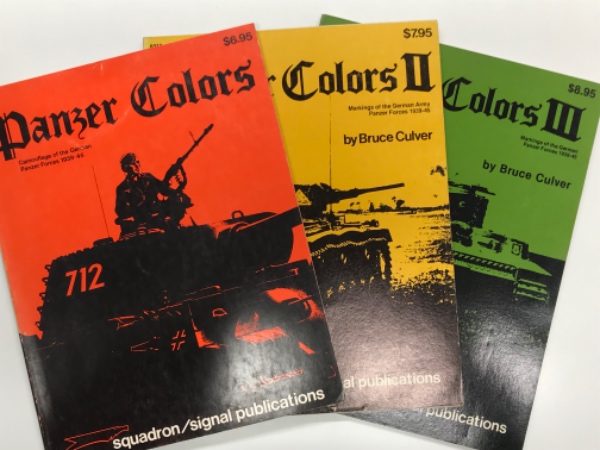 $6.95
Panzer Colors
Camouflage of the German
Panzer Forces 1939-45
712
squadron/signal publications
$7.95
r Colors II
Markings of the German Army
Panzer Forces 1939-45
by Bruce Culver
al publications
$8.95
Colors III
Markings of the German
Panzer Forces 1939-45
by Bruce Culver
publications